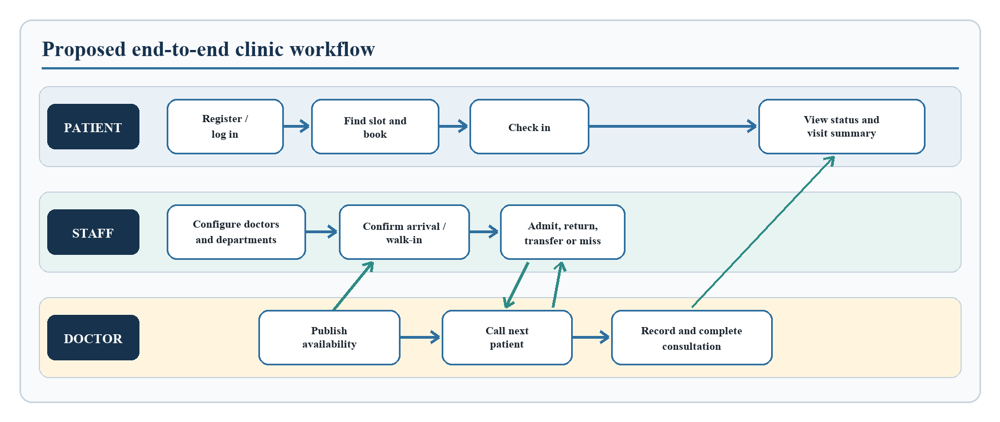 Proposed end-to-end clinic workflow
PATIENT
Register /
log in
Find slot and
book
Check in
View status and
visit summary
STAFF
Configure doctors
and departments
Confirm arrival /
walk-in
Admit, return,
transfer or miss
DOCTOR
Publish
availability
Call next
patient
Record and complete
consultation